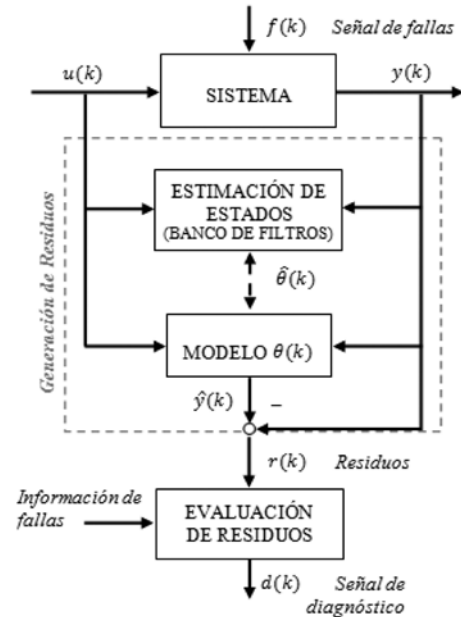 f(k) Señal de fallas
u(k)
y(k)
SISTEMA
Generación de Residuos
ESTIMACIÓN DE
ESTADOS
(BANCO DE FILTROS)
θ̂(k)
MODELO θ(k)
ŷ(k) −
r(k) Residuos
Información de
fallas
EVALUACIÓN
DE RESIDUOS
d(k) Señal de
diagnóstico